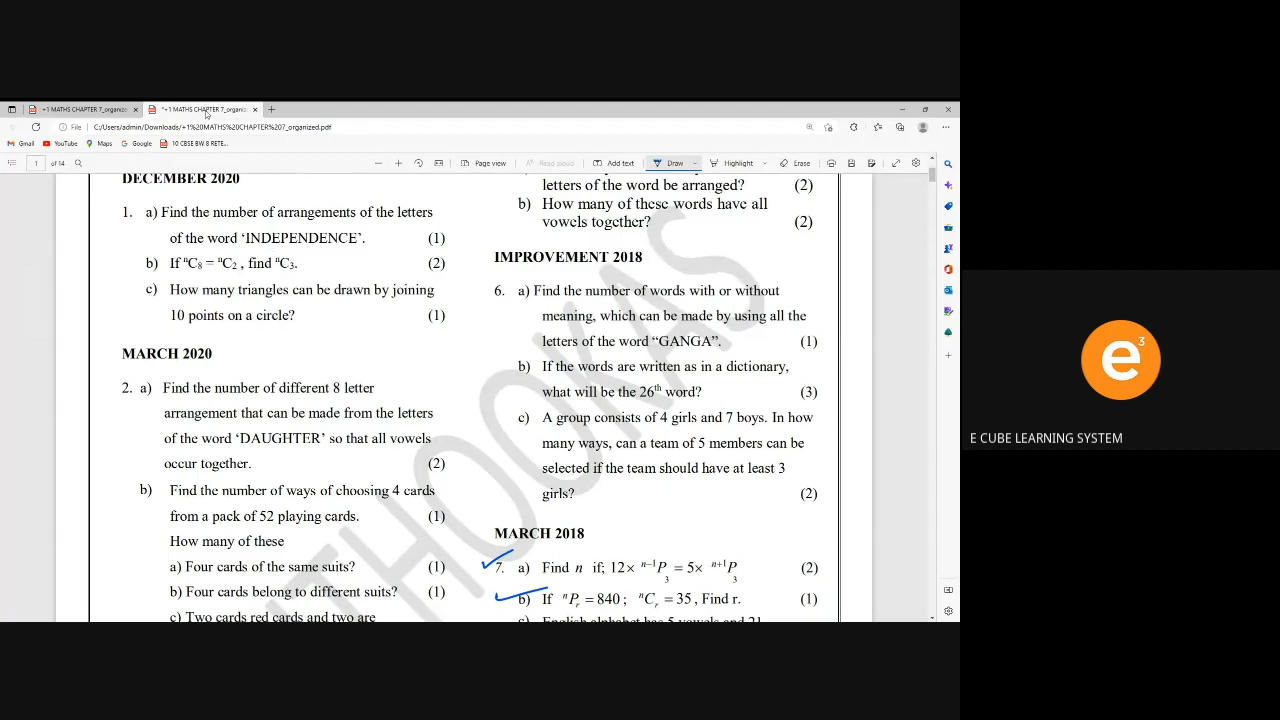 +1 MATHS CHAPTER 7_organize
*+1 MATHS CHAPTER 7_organiz
File
C:/Users/admin/Downloads/+1%20MATHS%20CHAPTER%207_organized.pdf
Gmail YouTube Maps Google 10 CBSE BW 8 RETE...
1 of 14 Page view Read aloud Add text Draw Highlight Erase
DECEMBER 2020
1. a) Find the number of arrangements of the letters
of the word ‘INDEPENDENCE’. (1)
b) If ⁿC₈ = ⁿC₂ , find ⁿC₃. (2)
c) How many triangles can be drawn by joining
10 points on a circle? (1)
MARCH 2020
2. a) Find the number of different 8 letter
arrangement that can be made from the letters
of the word ‘DAUGHTER’ so that all vowels
occur together. (2)
b) Find the number of ways of choosing 4 cards
from a pack of 52 playing cards. (1)
How many of these
a) Four cards of the same suits? (1)
b) Four cards belong to different suits? (1)
c) Two cards red cards and two are
letters of the word be arranged? (2)
b) How many of these words have all
vowels together? (2)
IMPROVEMENT 2018
6. a) Find the number of words with or without
meaning, which can be made by using all the
letters of the word “GANGA”. (1)
b) If the words are written as in a dictionary,
what will be the 26th word? (3)
c) A group consists of 4 girls and 7 boys. In how
many ways, can a team of 5 members can be
selected if the team should have at least 3
girls? (2)
MARCH 2018
7. a) Find n if; 12× ⁿ⁻¹P₃ = 5× ⁿ⁺¹P₃ (2)
b) If ⁿPᵣ = 840 ; ⁿCᵣ = 35 , Find r. (1)
c) English alphabet has 5 vowels and 21
THOOKAS
e3
E CUBE LEARNING SYSTEM